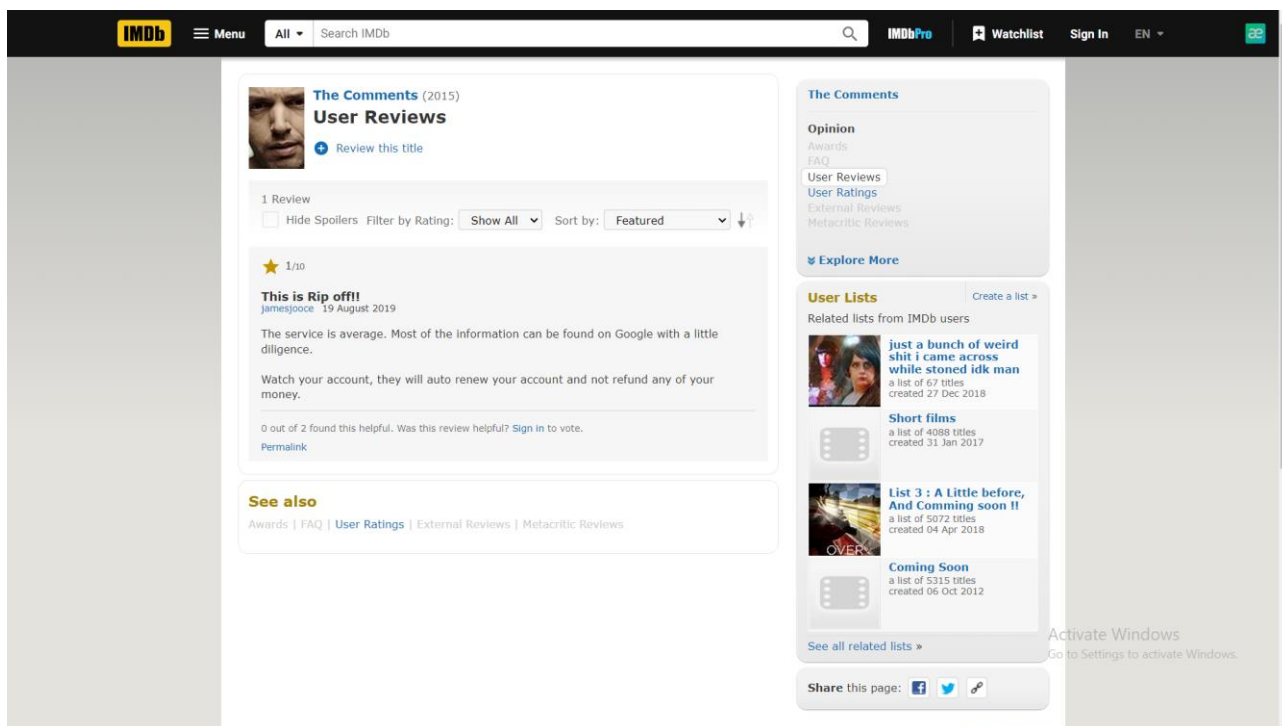 IMDb Menu All Search IMDb IMDbPro Watchlist Sign In EN æ
The Comments (2015)
User Reviews
Review this title
1 Review
Hide Spoilers Filter by Rating: Show All Sort by: Featured
1/10
This is Rip off!!
jamesjooce 19 August 2019
The service is average. Most of the information can be found on Google with a little
diligence.
Watch your account, they will auto renew your account and not refund any of your
money.
0 out of 2 found this helpful. Was this review helpful? Sign in to vote.
Permalink
See also
Awards | FAQ | User Ratings | External Reviews | Metacritic Reviews
The Comments
Opinion
Awards
FAQ
User Reviews
User Ratings
External Reviews
Metacritic Reviews
Explore More
User Lists Create a list »
Related lists from IMDb users
just a bunch of weird
shit i came across
while stoned idk man
a list of 67 titles
created 27 Dec 2018
Short films
a list of 4088 titles
created 31 Jan 2017
List 3 : A Little before,
And Comming soon !!
a list of 5072 titles
created 04 Apr 2018
OVER
Coming Soon
a list of 5315 titles
created 06 Oct 2012
See all related lists »
Share this page:
Activate Windows
Go to Settings to activate Windows.